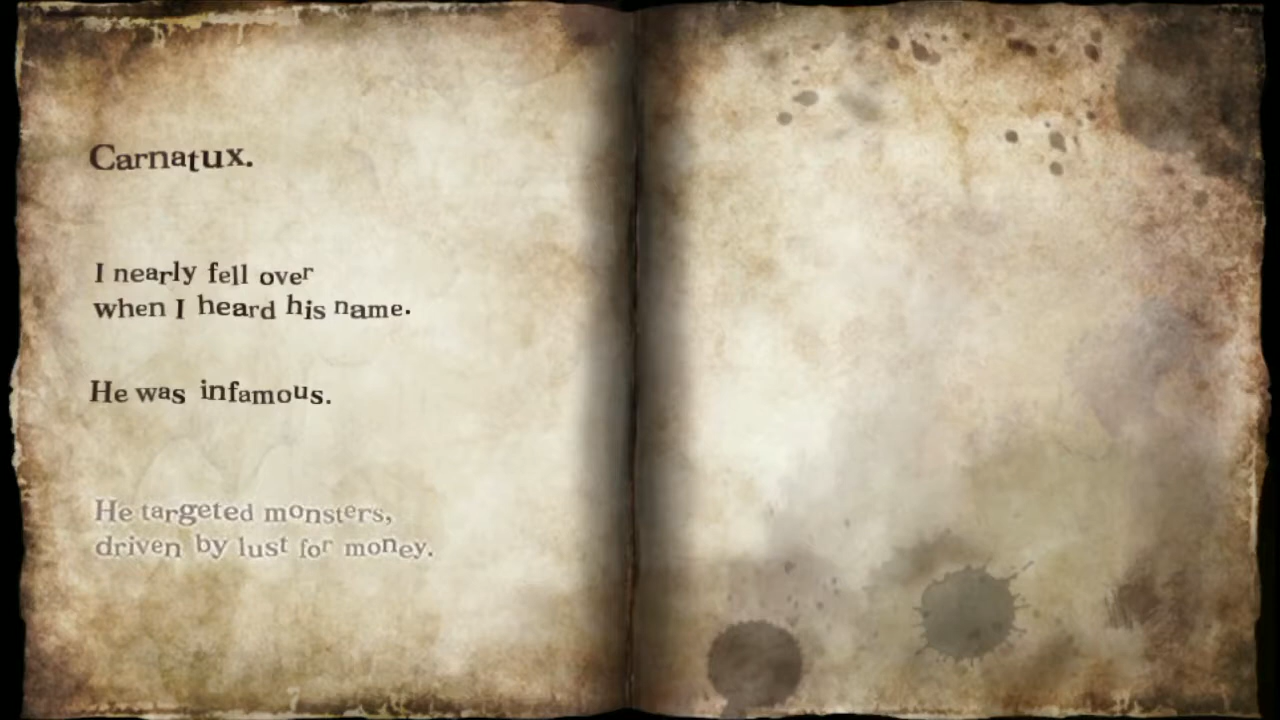 Carnatux.
I nearly fell over
when I heard his name.
He was infamous.
He targeted monsters,
driven by lust for money.